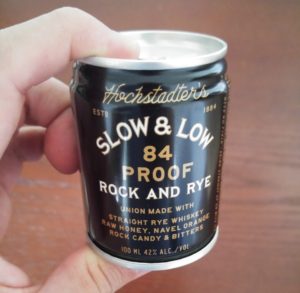 Hochstadter's
ESTD 1884
SLOW & LOW
84
PROOF
ROCK AND RYE
UNION MADE WITH
STRAIGHT RYE WHISKEY
RAW HONEY, NAVEL ORANGE
ROCK CANDY & BITTERS
100 ML 42% ALC./VOL